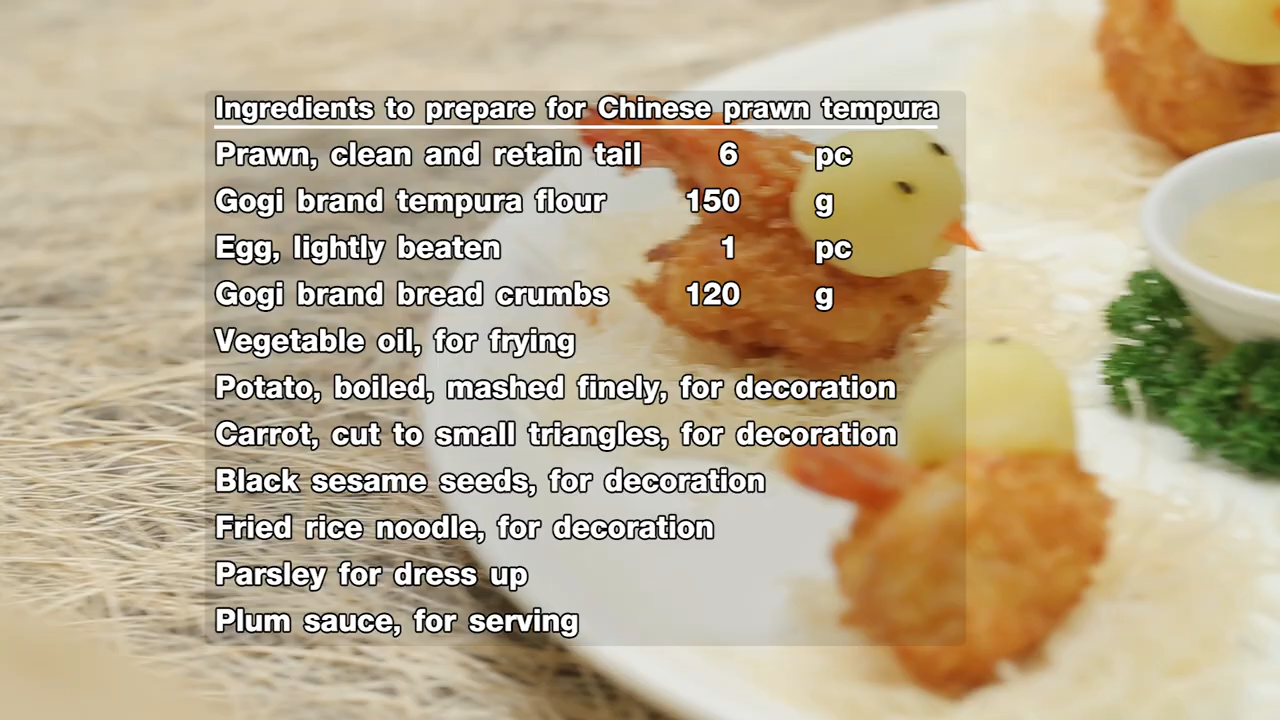 Ingredients to prepare for Chinese prawn tempura
Prawn, clean and retain tail 6 pc
Gogi brand tempura flour 150 g
Egg, lightly beaten 1 pc
Gogi brand bread crumbs 120 g
Vegetable oil, for frying
Potato, boiled, mashed finely, for decoration
Carrot, cut to small triangles, for decoration
Black sesame seeds, for decoration
Fried rice noodle, for decoration
Parsley for dress up
Plum sauce, for serving